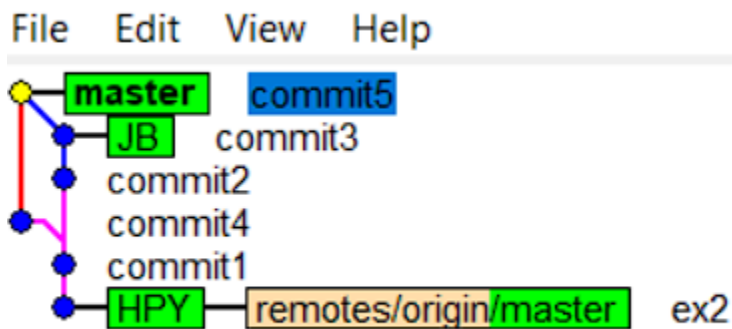 File Edit View Help
master commit5
JB commit3
commit2
commit4
commit1
HPY remotes/origin/master ex2